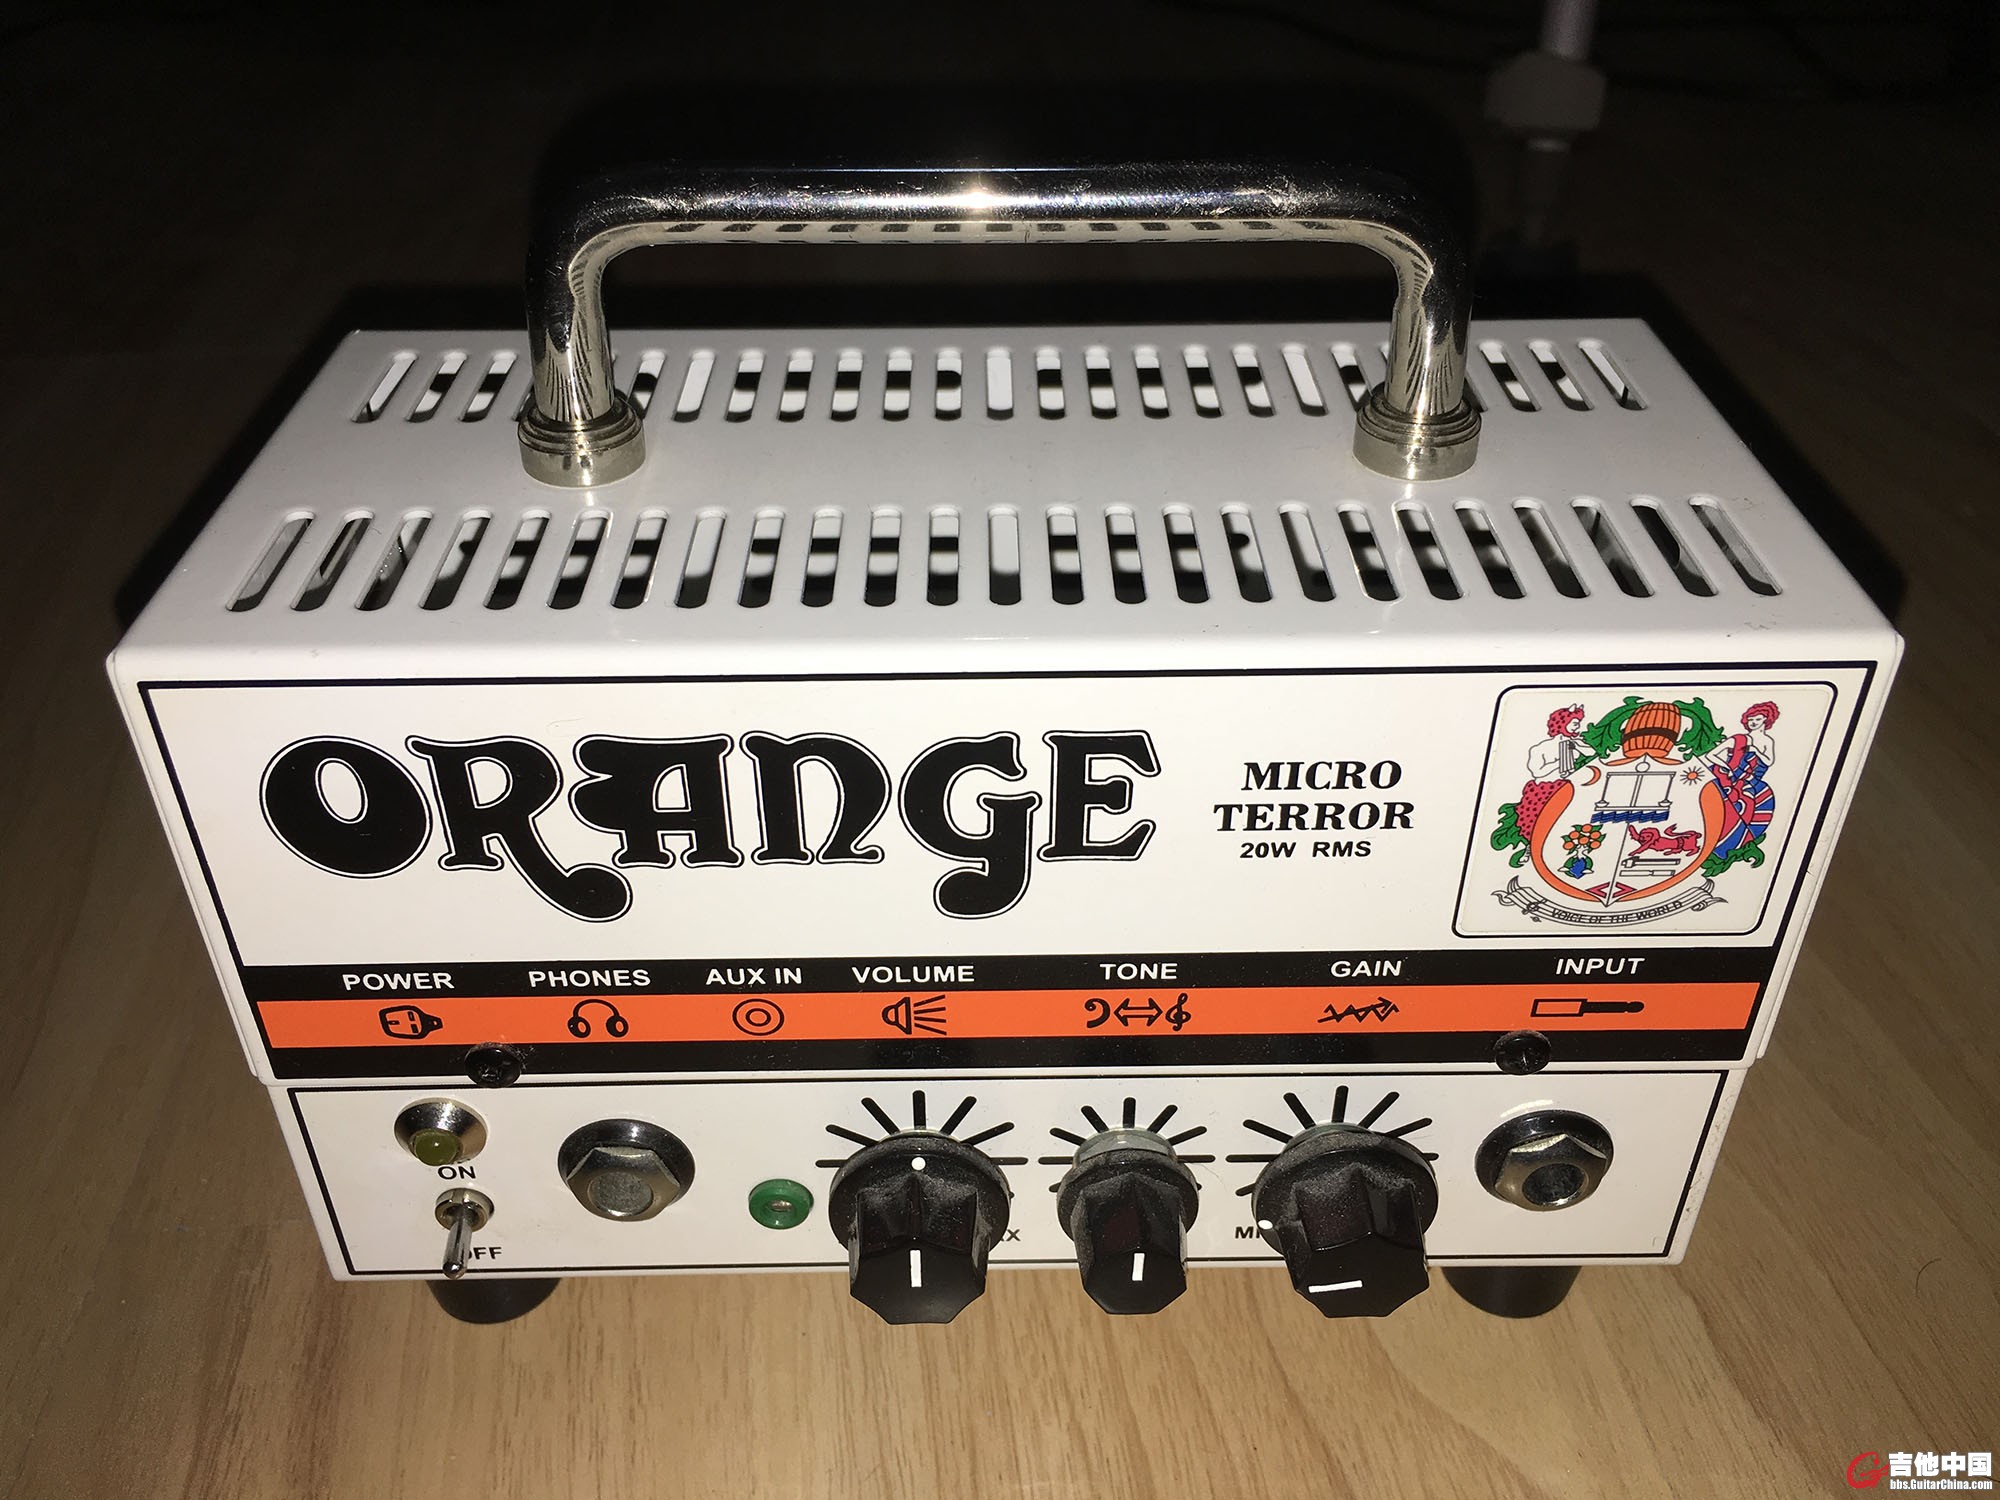 ORANGE
MICRO
TERROR
20W RMS
VOICE OF THE WORLD
POWER PHONES AUX IN VOLUME TONE GAIN INPUT
ON
吉他中国
bbs.GuitarChina.com